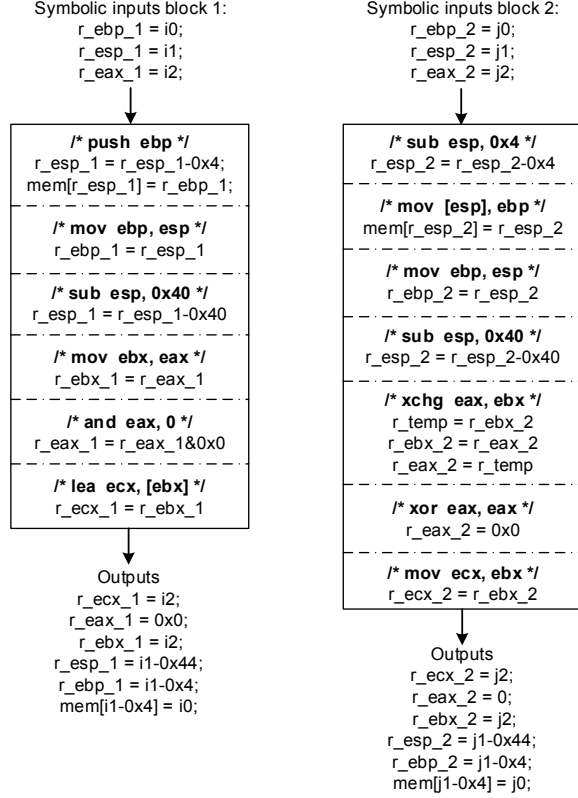 Symbolic inputs block 1:
r_ebp_1 = i0;
r_esp_1 = i1;
r_eax_1 = i2;
/* push ebp */
r_esp_1 = r_esp_1-0x4;
mem[r_esp_1] = r_ebp_1;
/* mov ebp, esp */
r_ebp_1 = r_esp_1
/* sub esp, 0x40 */
r_esp_1 = r_esp_1-0x40
/* mov ebx, eax */
r_ebx_1 = r_eax_1
/* and eax, 0 */
r_eax_1 = r_eax_1&0x0
/* lea ecx, [ebx] */
r_ecx_1 = r_ebx_1
Outputs
r_ecx_1 = i2;
r_eax_1 = 0x0;
r_ebx_1 = i2;
r_esp_1 = i1-0x44;
r_ebp_1 = i1-0x4;
mem[i1-0x4] = i0;
Symbolic inputs block 2:
r_ebp_2 = j0;
r_esp_2 = j1;
r_eax_2 = j2;
/* sub esp, 0x4 */
r_esp_2 = r_esp_2-0x4
/* mov [esp], ebp */
mem[r_esp_2] = r_esp_2
/* mov ebp, esp */
r_ebp_2 = r_esp_2
/* sub esp, 0x40 */
r_esp_2 = r_esp_2-0x40
/* xchg eax, ebx */
r_temp = r_ebx_2
r_ebx_2 = r_eax_2
r_eax_2 = r_temp
/* xor eax, eax */
r_eax_2 = 0x0
/* mov ecx, ebx */
r_ecx_2 = r_ebx_2
Outputs
r_ecx_2 = j2;
r_eax_2 = 0;
r_ebx_2 = j2;
r_esp_2 = j1-0x44;
r_ebp_2 = j1-0x4;
mem[j1-0x4] = j0;